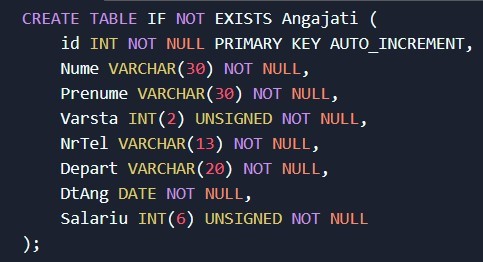 CREATE TABLE IF NOT EXISTS Angajati (
    id INT NOT NULL PRIMARY KEY AUTO_INCREMENT,
    Nume VARCHAR(30) NOT NULL,
    Prenume VARCHAR(30) NOT NULL,
    Varsta INT(2) UNSIGNED NOT NULL,
    NrTel VARCHAR(13) NOT NULL,
    Depart VARCHAR(20) NOT NULL,
    DtAng DATE NOT NULL,
    Salariu INT(6) UNSIGNED NOT NULL
);